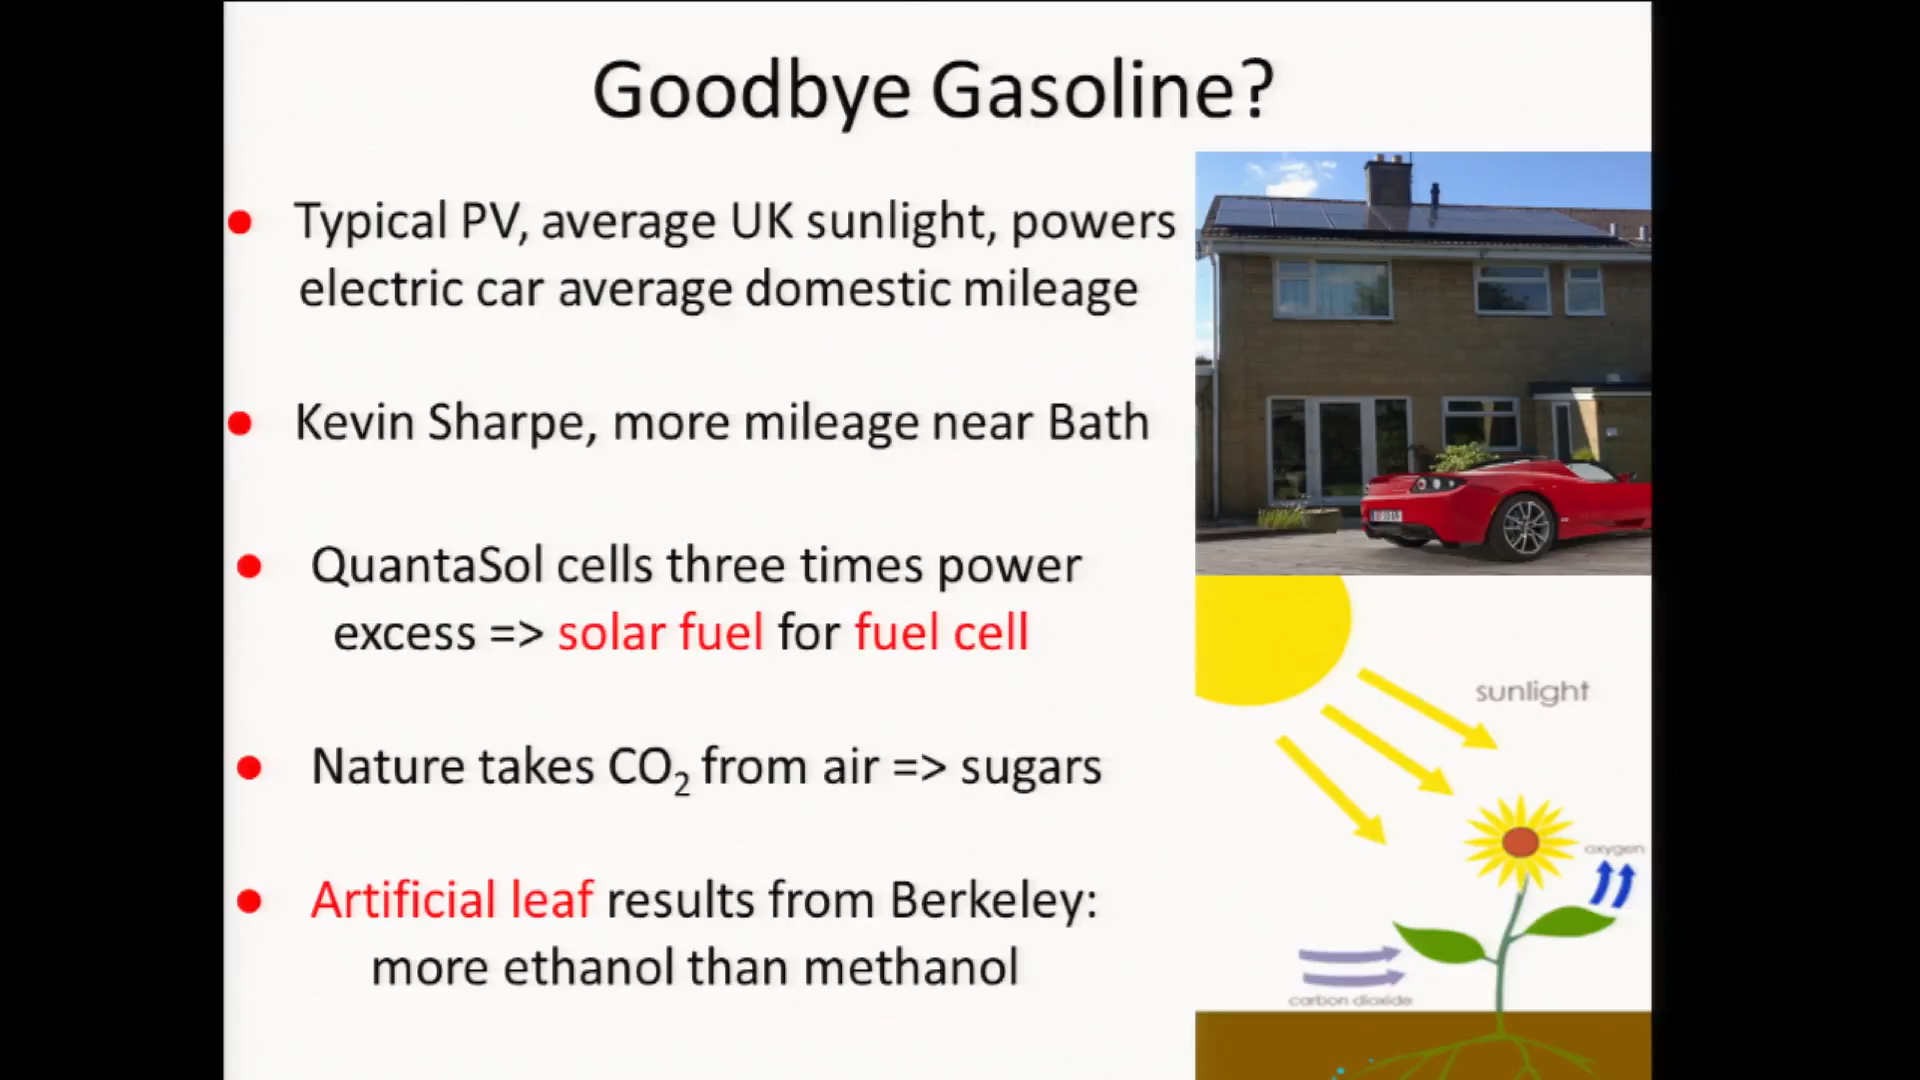 Goodbye Gasoline?
Typical PV, average UK sunlight, powers
electric car average domestic mileage
Kevin Sharpe, more mileage near Bath
QuantaSol cells three times power
excess => solar fuel for fuel cell
Nature takes CO₂ from air => sugars
Artificial leaf results from Berkeley:
more ethanol than methanol
sunlight
oxygen
carbon dioxide